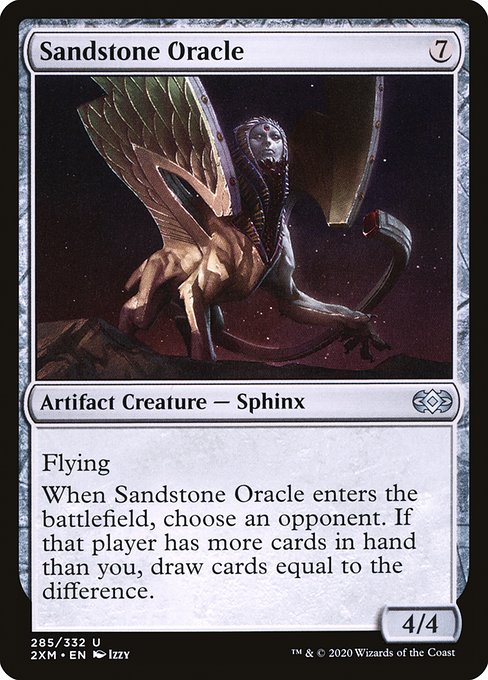 Sandstone Oracle 7
Artifact Creature — Sphinx
Flying
When Sandstone Oracle enters the
battlefield, choose an opponent. If
that player has more cards in hand
than you, draw cards equal to the
difference.
4/4
285/332 U
2XM • EN Izzy
™ & © 2020 Wizards of the Coast